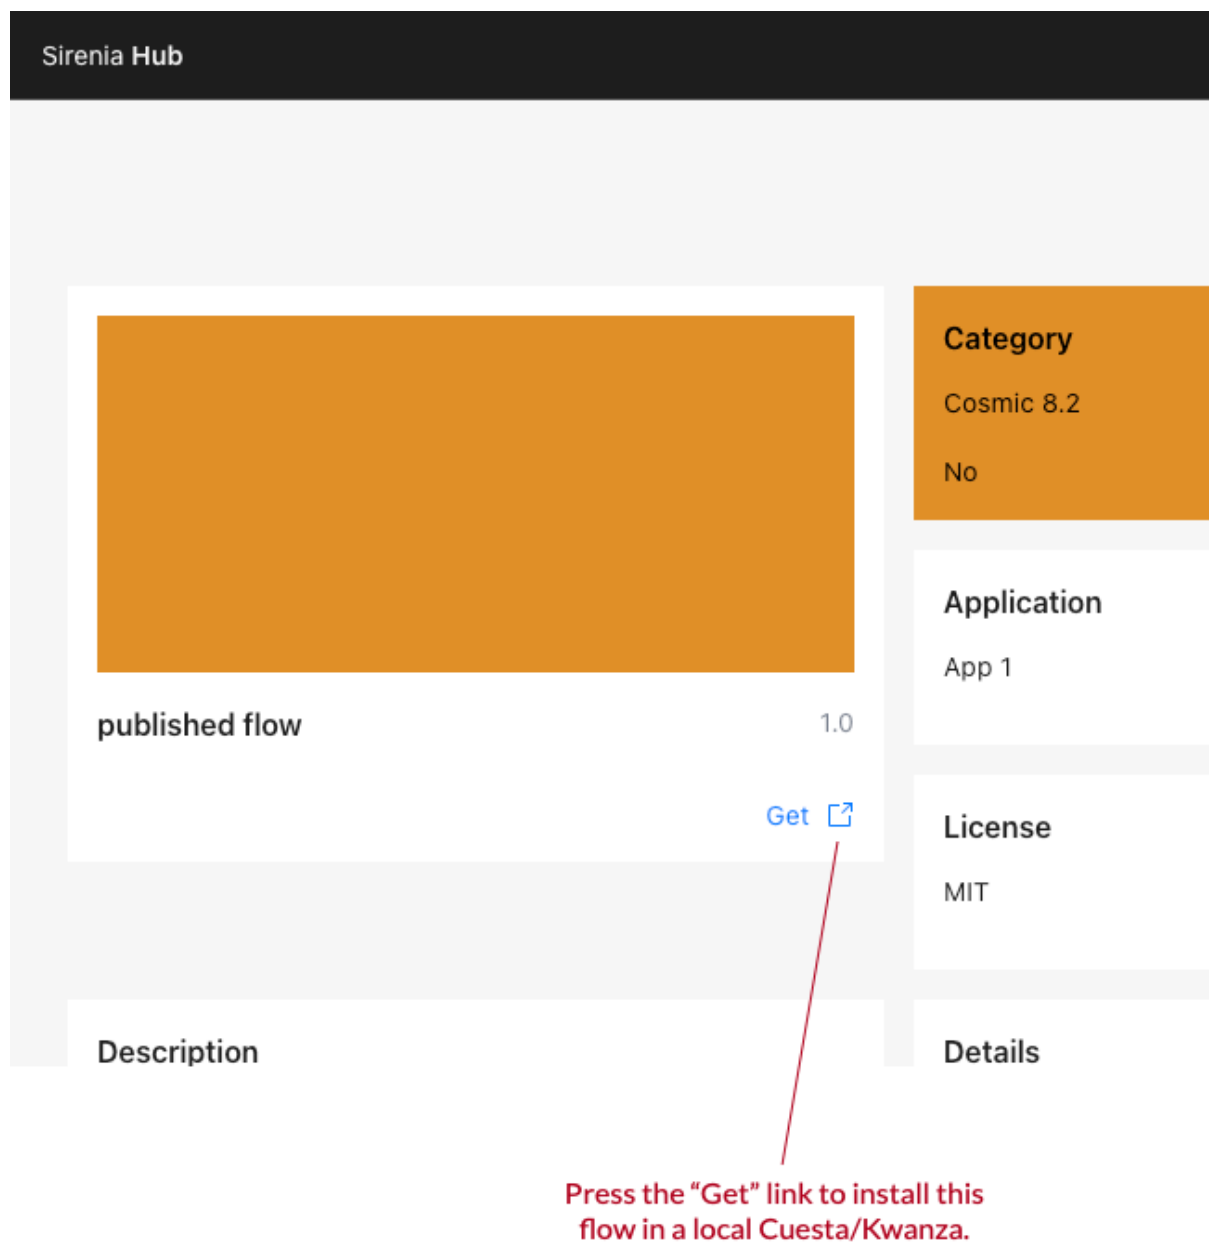 Sirenia Hub
published flow
1.0
Get
Description
Category
Cosmic 8.2
No
Application
App 1
License
MIT
Details
Press the “Get” link to install this
flow in a local Cuesta/Kwanza.